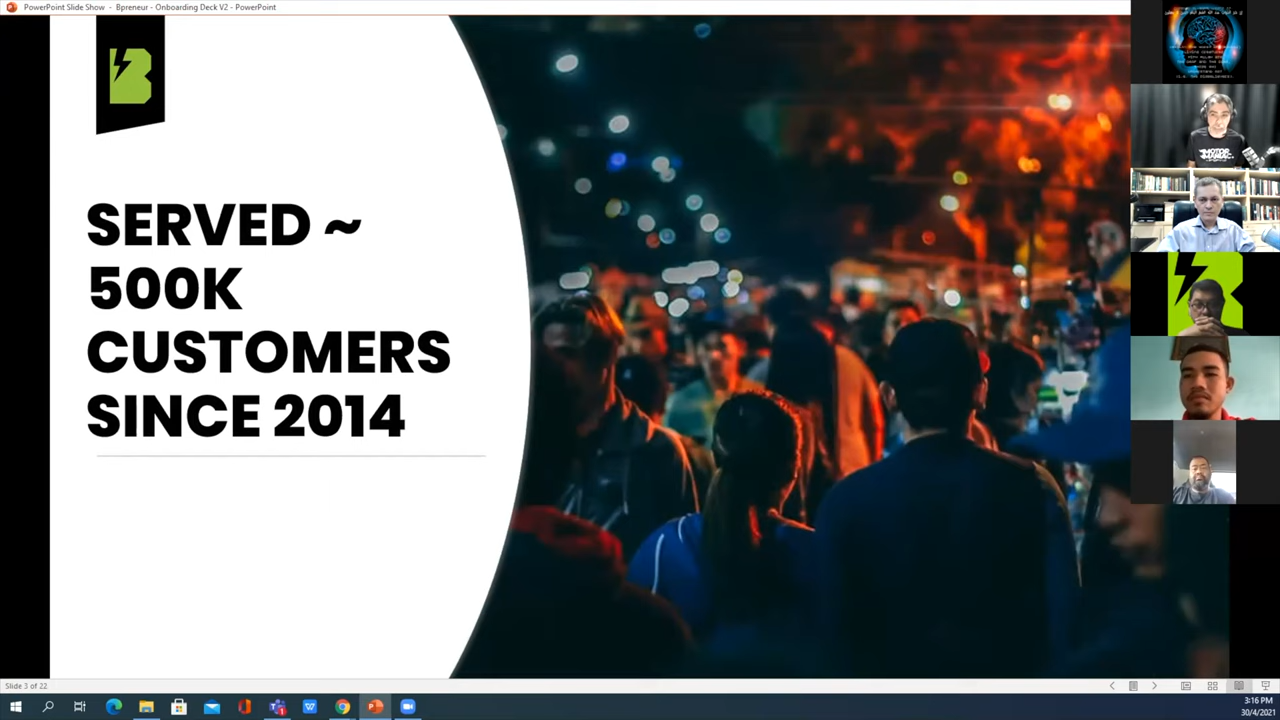 PowerPoint Slide Show - Bpreneur - Onboarding Deck V2 - PowerPoint
SERVED ~
500K
CUSTOMERS
SINCE 2014
MOTOR
Slide 3 of 22
3:16 PM
30/4/2021